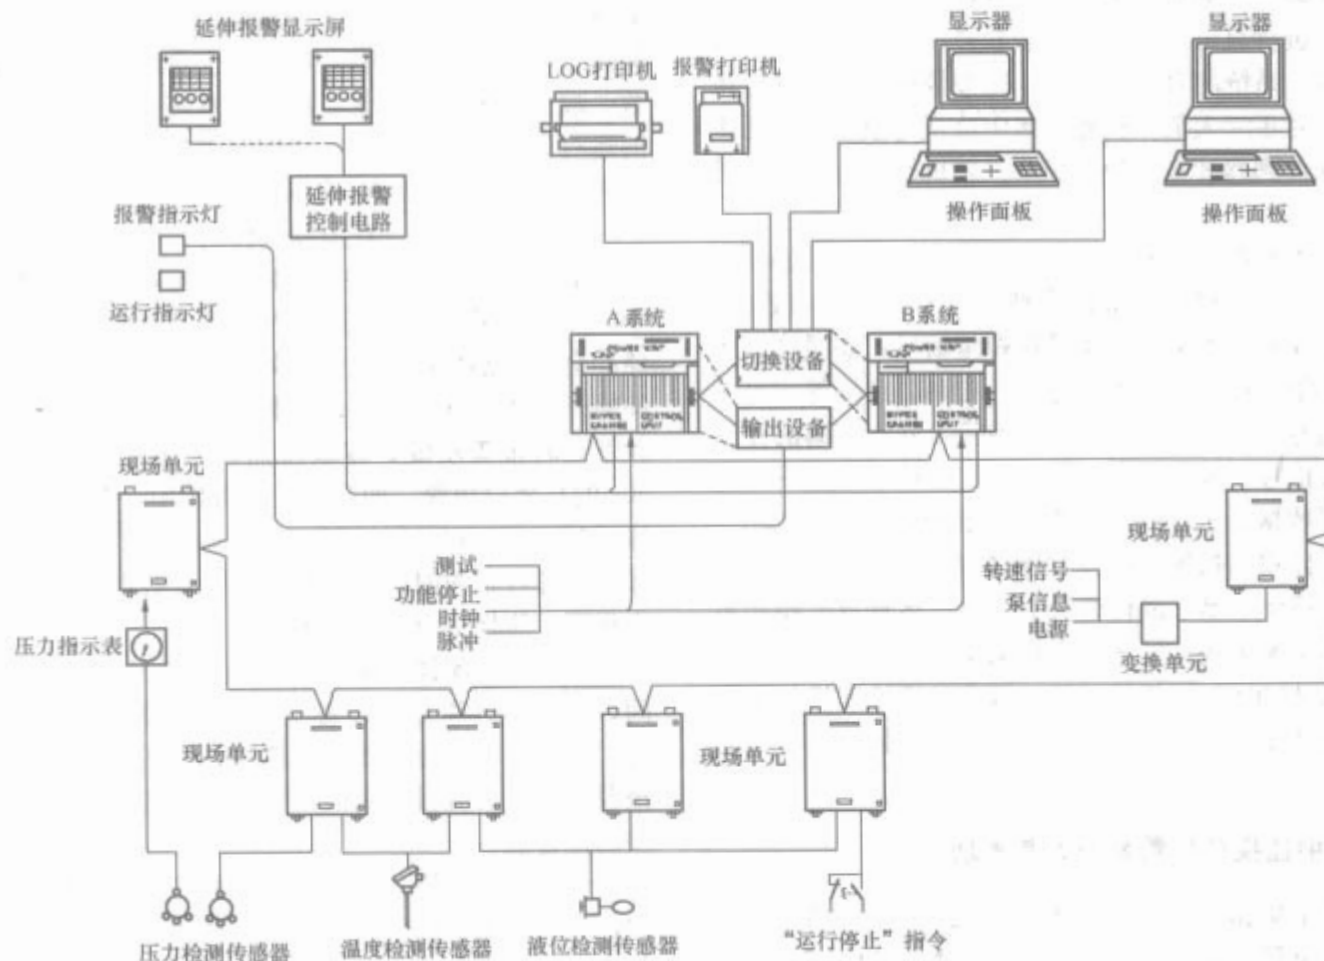 延伸报警显示屏
LOG打印机
报警打印机
显示器
显示器
延伸报警
控制电路
报警指示灯
运行指示灯
操作面板
操作面板
A系统
B系统
切换设备
输出设备
现场单元
现场单元
测试
功能停止
时钟
脉冲
转速信号
泵信息
电源
变换单元
压力指示表
现场单元
现场单元
压力检测传感器
温度检测传感器
液位检测传感器
“运行停止”指令